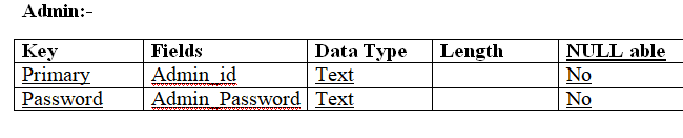 Admin:-
Key Fields Data Type Length NULL able
Primary Admin_id Text No
Password Admin_Password Text No